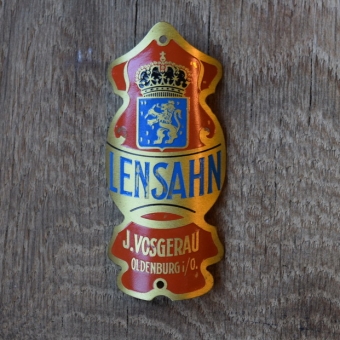 LENSAHN
J. VOSGERAU
OLDENBURG i/O.